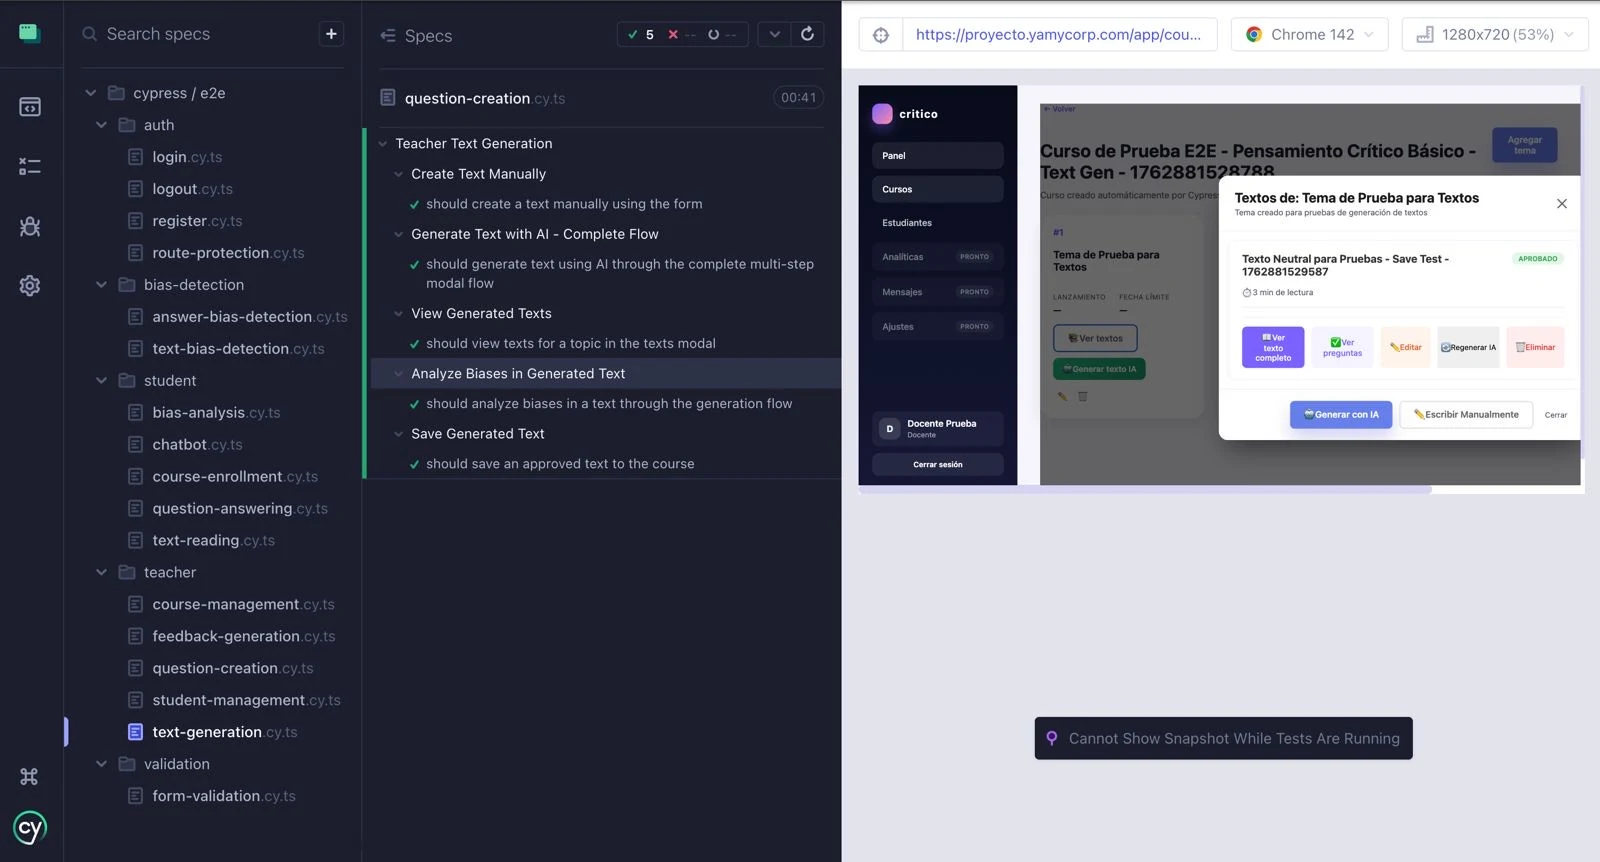 Search specs
+
cypress / e2e
auth
login.cy.ts
logout.cy.ts
register.cy.ts
route-protection.cy.ts
bias-detection
answer-bias-detection.cy.ts
text-bias-detection.cy.ts
student
bias-analysis.cy.ts
chatbot.cy.ts
course-enrollment.cy.ts
question-answering.cy.ts
text-reading.cy.ts
teacher
course-management.cy.ts
feedback-generation.cy.ts
question-creation.cy.ts
student-management.cy.ts
text-generation.cy.ts
validation
form-validation.cy.ts
cy
Specs
5 -- --
question-creation.cy.ts 00:41
Teacher Text Generation
Create Text Manually
should create a text manually using the form
Generate Text with AI - Complete Flow
should generate text using AI through the complete multi-step
modal flow
View Generated Texts
should view texts for a topic in the texts modal
Analyze Biases in Generated Text
should analyze biases in a text through the generation flow
Save Generated Text
should save an approved text to the course
https://proyecto.yamycorp.com/app/cou...
Chrome 142
1280x720 (53%)
critico
Panel
Cursos
Estudiantes
Analíticas PRONTO
Mensajes PRONTO
Ajustes PRONTO
D
Docente Prueba
Docente
Cerrar sesión
← Volver
Curso de Prueba E2E - Pensamiento Crítico Básico -
Text Gen - 1762881528788
Curso creado automáticamente por Cypress
Agregar
tema
#1
Tema de Prueba para
Textos
LANZAMIENTO FECHA LÍMITE
— —
Ver textos
Generar texto IA
Textos de: Tema de Prueba para Textos
Tema creado para pruebas de generación de textos
Texto Neutral para Pruebas - Save Test -
1762881529587
APROBADO
3 min de lectura
Ver
texto
completo
Ver
preguntas
Editar
Regenerar IA
Eliminar
Generar con IA
Escribir Manualmente
Cerrar
Cannot Show Snapshot While Tests Are Running